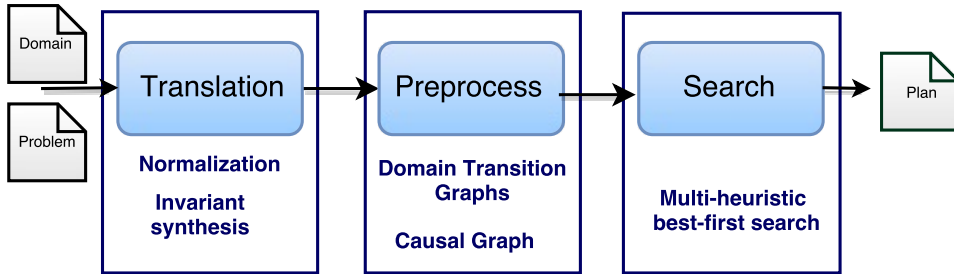 Domain
Problem
Translation
Normalization
Invariant
synthesis
Preprocess
Domain Transition
Graphs
Causal Graph
Search
Multi-heuristic
best-first search
Plan